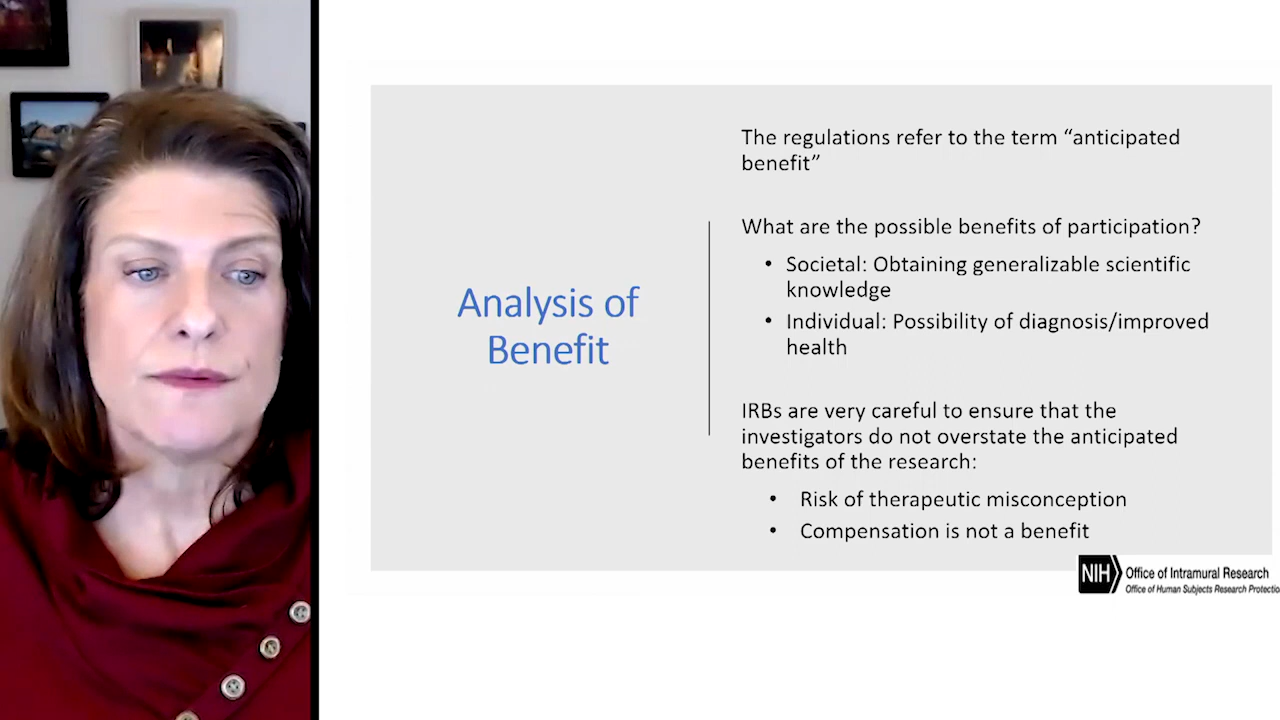 Analysis of
Benefit
The regulations refer to the term “anticipated
benefit”
What are the possible benefits of participation?
• Societal: Obtaining generalizable scientific
knowledge
• Individual: Possibility of diagnosis/improved
health
IRBs are very careful to ensure that the
investigators do not overstate the anticipated
benefits of the research:
• Risk of therapeutic misconception
• Compensation is not a benefit
NIH Office of Intramural Research
Office of Human Subjects Research Protectio